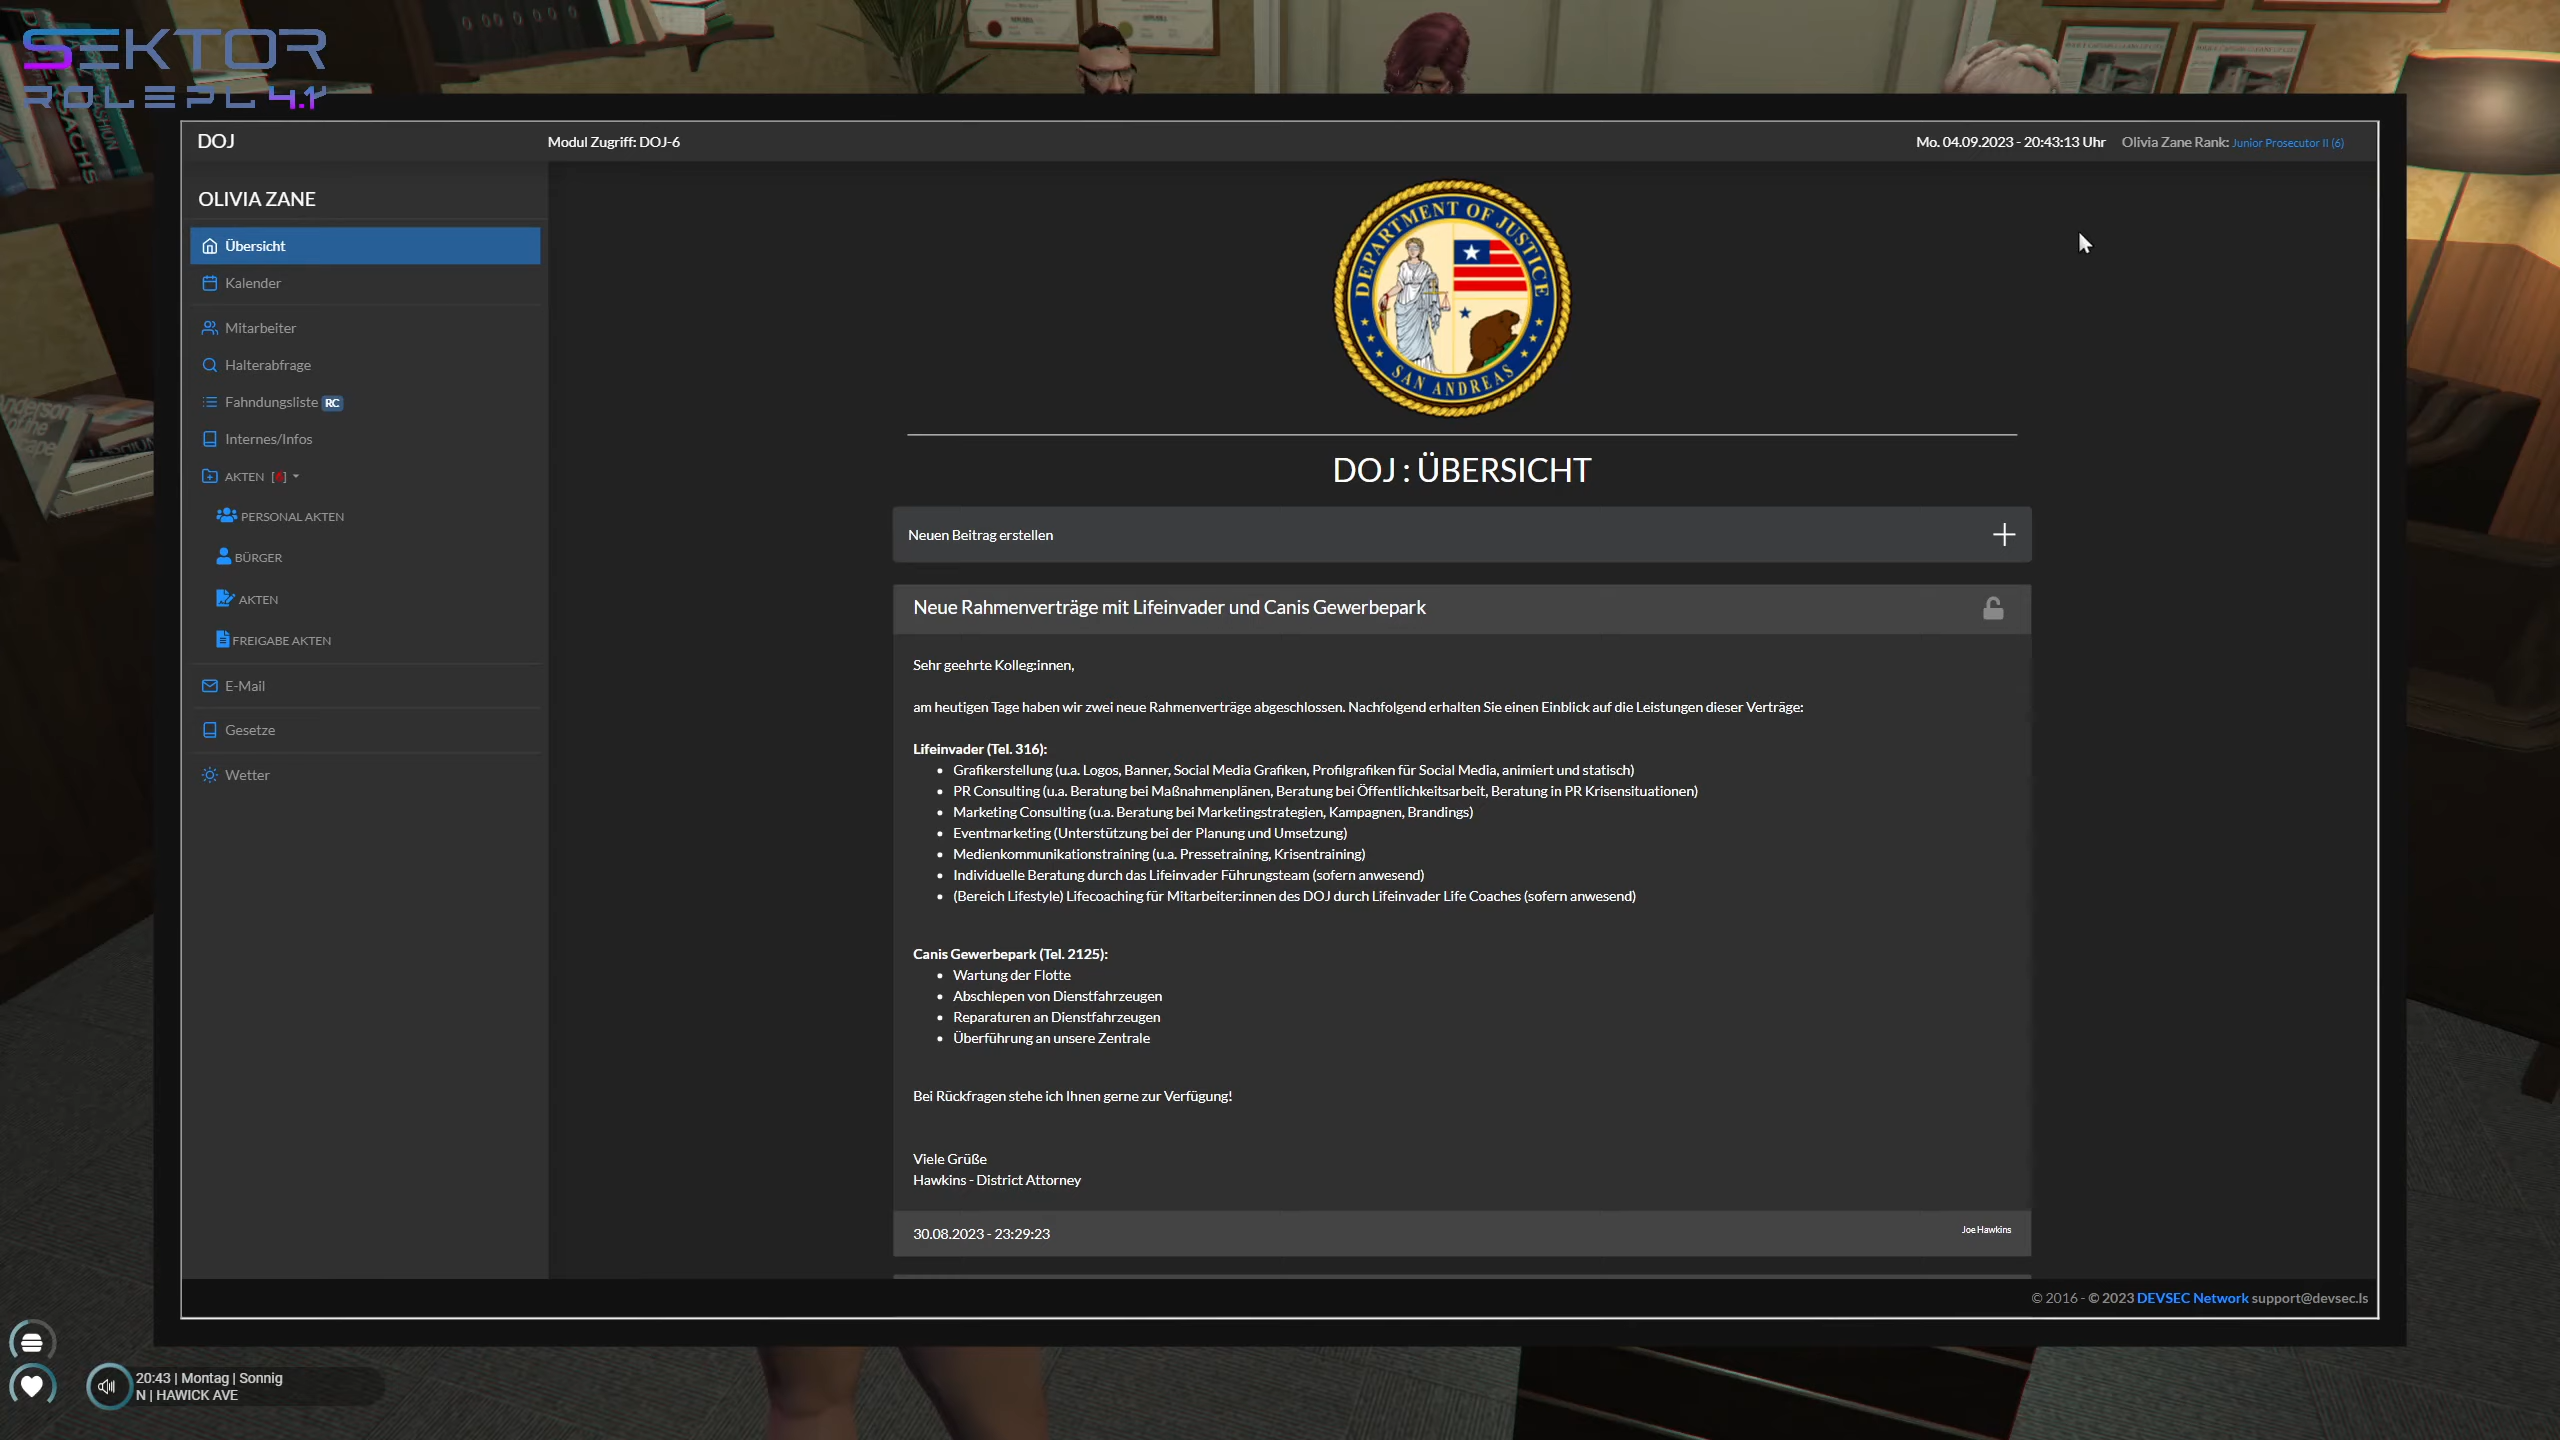 SEKTOR
ROLEPL4.Y
DOJ
Modul Zugriff: DOJ-6
Mo. 04.09.2023 - 20:43:13 Uhr
Olivia Zane Rank: Junior Prosecutor II (6)
OLIVIA ZANE
Übersicht
Kalender
Mitarbeiter
Halterabfrage
Fahndungsliste RC
Internes/Infos
AKTEN
PERSONAL AKTEN
BÜRGER
AKTEN
FREIGABE AKTEN
E-Mail
Gesetze
Wetter
DEPARTMENT OF JUSTICE
SAN ANDREAS
DOJ : ÜBERSICHT
Neuen Beitrag erstellen
Neue Rahmenverträge mit Lifeinvader und Canis Gewerbepark
Sehr geehrte Kolleg:innen,
am heutigen Tage haben wir zwei neue Rahmenverträge abgeschlossen. Nachfolgend erhalten Sie einen Einblick auf die Leistungen dieser Verträge:
Lifeinvader (Tel. 316):
• Grafikerstellung (u.a. Logos, Banner, Social Media Grafiken, Profilgrafiken für Social Media, animiert und statisch)
• PR Consulting (u.a. Beratung bei Maßnahmenplänen, Beratung bei Öffentlichkeitsarbeit, Beratung in PR Krisensituationen)
• Marketing Consulting (u.a. Beratung bei Marketingstrategien, Kampagnen, Brandings)
• Eventmarketing (Unterstützung bei der Planung und Umsetzung)
• Medienkommunikationstraining (u.a. Pressetraining, Krisentraining)
• Individuelle Beratung durch das Lifeinvader Führungsteam (sofern anwesend)
• (Bereich Lifestyle) Lifecoaching für Mitarbeiter:innen des DOJ durch Lifeinvader Life Coaches (sofern anwesend)
Canis Gewerbepark (Tel. 2125):
• Wartung der Flotte
• Abschlepen von Dienstfahrzeugen
• Reparaturen an Dienstfahrzeugen
• Überführung an unsere Zentrale
Bei Rückfragen stehe ich Ihnen gerne zur Verfügung!
Viele Grüße
Hawkins - District Attorney
30.08.2023 - 23:29:23
Joe Hawkins
© 2016 - © 2023 DEVSEC Network support@devsec.ls
20:43 | Montag | Sonnig
N | HAWICK AVE